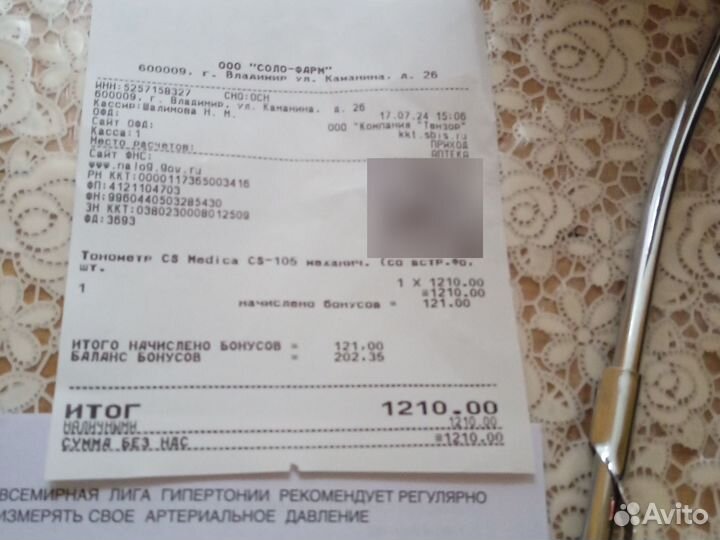 ООО "СОЛО-ФАРМ"
600009, г. Владимир ул. Каманина, д. 26
ИНН:5257158327 СНО:ОСН
600009, г. Владимир, ул. Каманина, д. 26
Кассир:Шалимова Н. М. 17.07.24 15:06
ОФД: ООО "Компания "Тензор"
Сайт ОФД: kkt.sbis.ru
Касса:1 ПРИХОД
Место расчетов: АПТЕКА
Сайт ФНС:
www.nalog.gov.ru
РН ККТ:0000117365003416
ФП:4121104703
ФН:9960440503285430
ЗН ККТ:0380230008012509
ФД:3693
Тонометр CS Medica CS-105 механич. (со встр.фо.
шт.
1 1 X 1210.00
=1210.00
начислено бонусов = 121.00
ИТОГО НАЧИСЛЕНО БОНУСОВ = 121.00
БАЛАНС БОНУСОВ = 202.35
ИТОГ 1210.00
НАЛИЧНЫМИ 1210.00
СУММА БЕЗ НДС =1210.00
ВСЕМИРНАЯ ЛИГА ГИПЕРТОНИИ РЕКОМЕНДУЕТ РЕГУЛЯРНО
ИЗМЕРЯТЬ СВОЕ АРТЕРИАЛЬНОЕ ДАВЛЕНИЕ
Avito